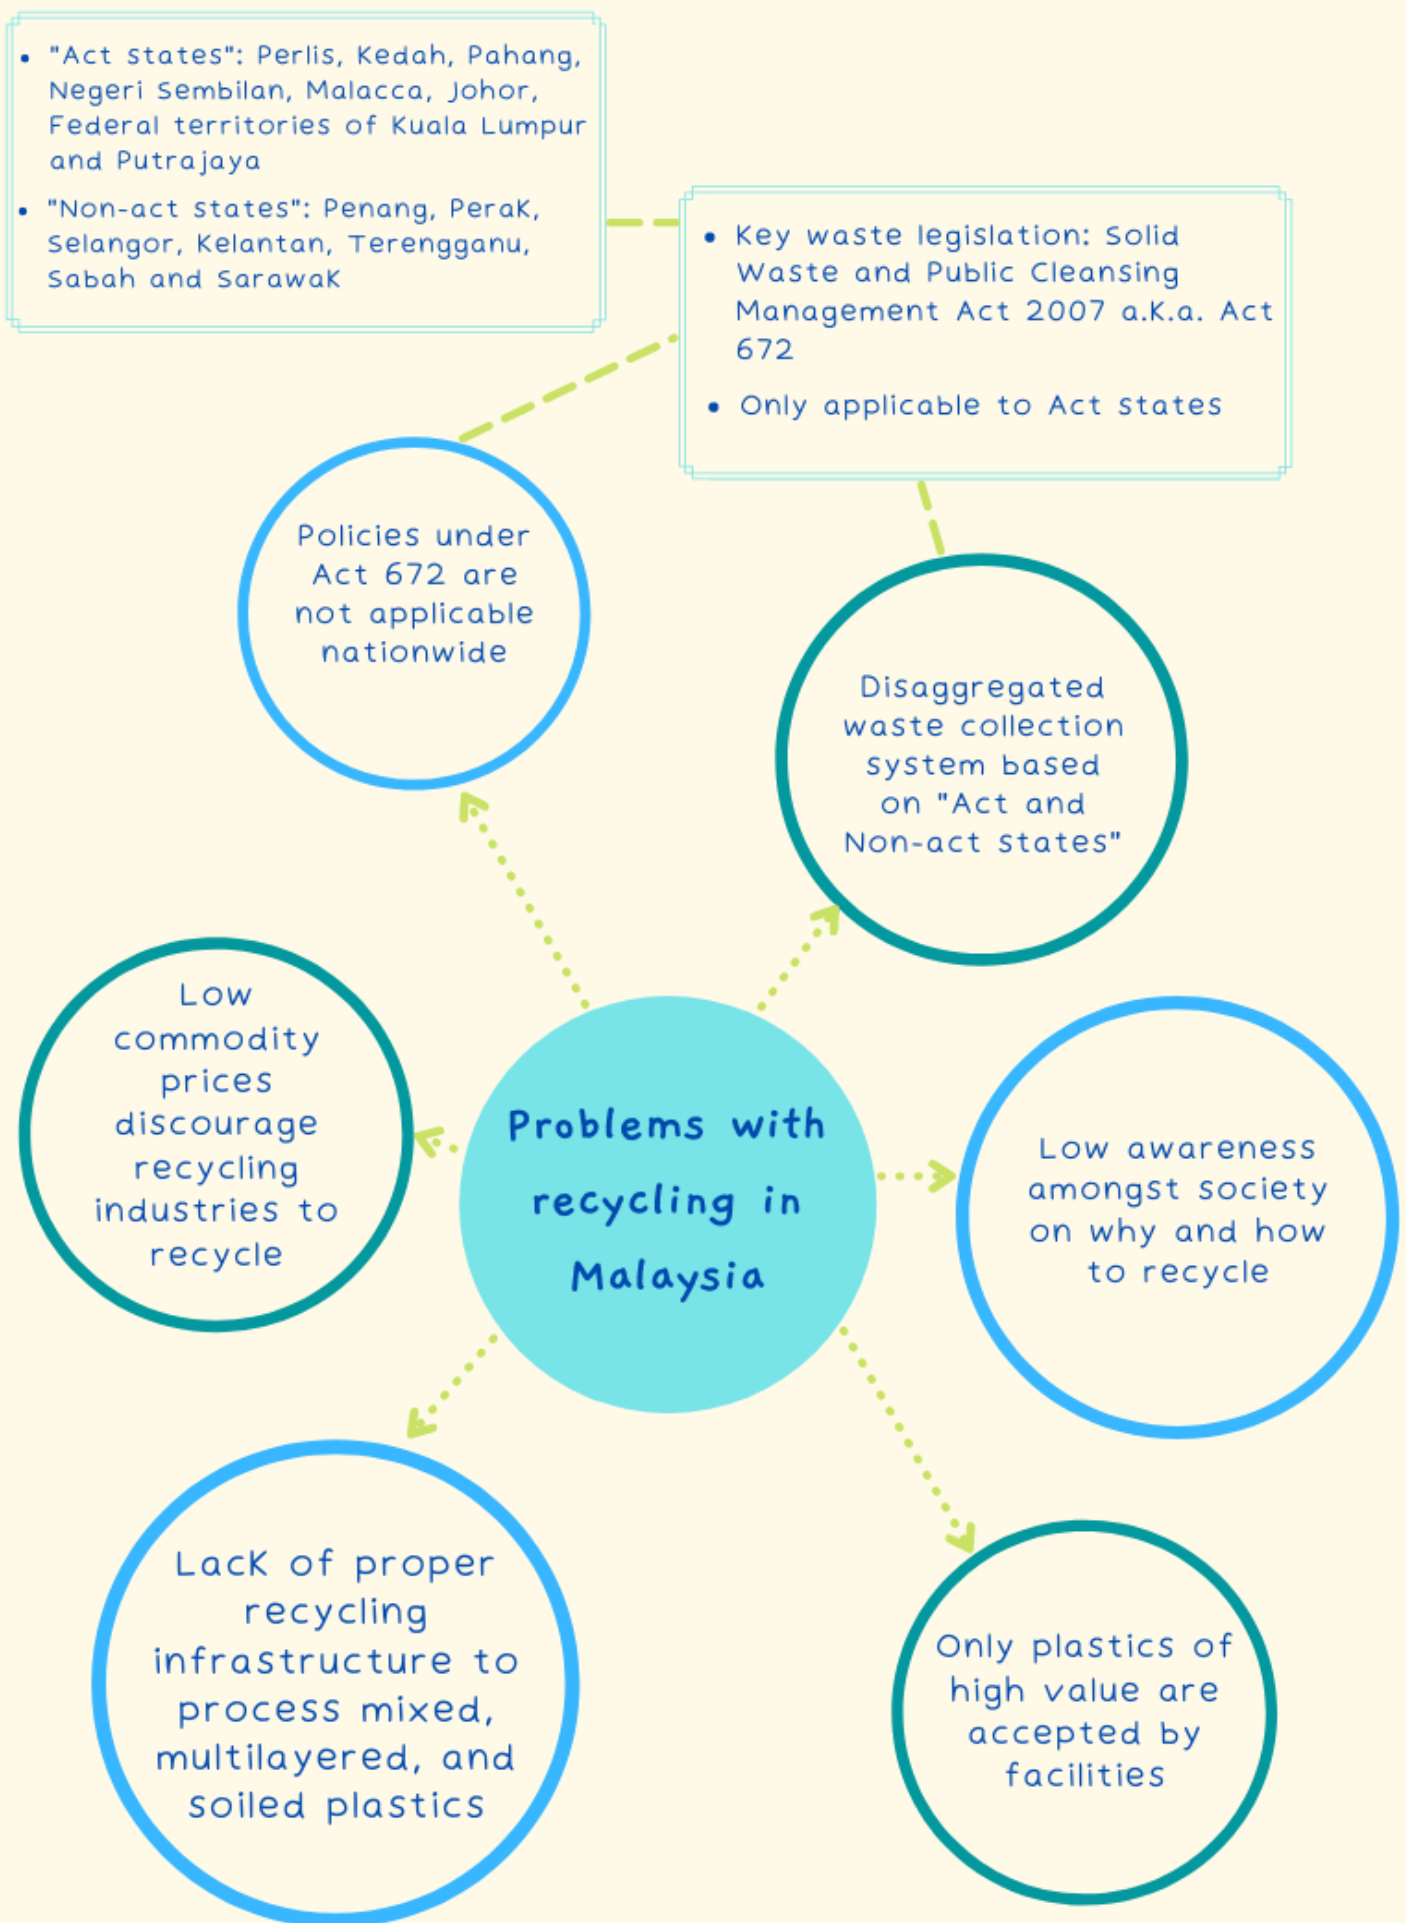 • "Act states": Perlis, Kedah, Pahang,
Negeri Sembilan, Malacca, Johor,
Federal territories of Kuala Lumpur
and Putrajaya
• "Non-act states": Penang, Perak,
Selangor, Kelantan, Terengganu,
Sabah and Sarawak
• Key waste legislation: Solid
Waste and Public Cleansing
Management Act 2007 a.k.a. Act
672
• Only applicable to Act states
Policies under
Act 672 are
not applicable
nationwide
Disaggregated
waste collection
system based
on "Act and
Non-act states"
Low
commodity
prices
discourage
recycling
industries to
recycle
Problems with
recycling in
Malaysia
Low awareness
amongst society
on why and how
to recycle
Lack of proper
recycling
infrastructure to
process mixed,
multilayered, and
soiled plastics
Only plastics of
high value are
accepted by
facilities